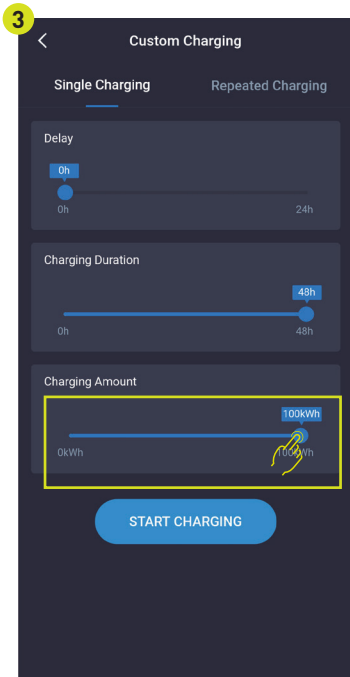 3
Custom Charging
Single Charging Repeated Charging
Delay
0h
0h 24h
Charging Duration
48h
0h 48h
Charging Amount
100kWh
0kWh 100kWh
START CHARGING